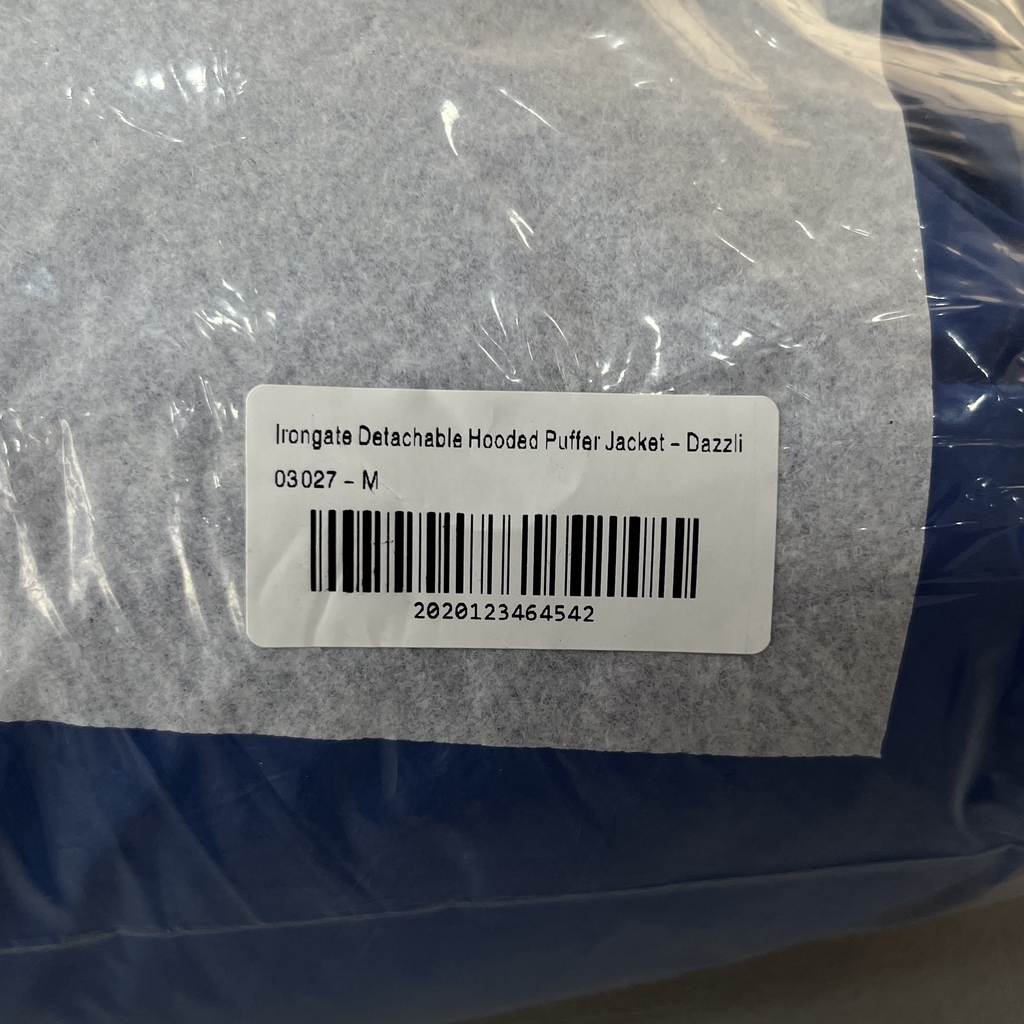 Irongate Detachable Hooded Puffer Jacket – Dazzli
03027 – M
2020123464542